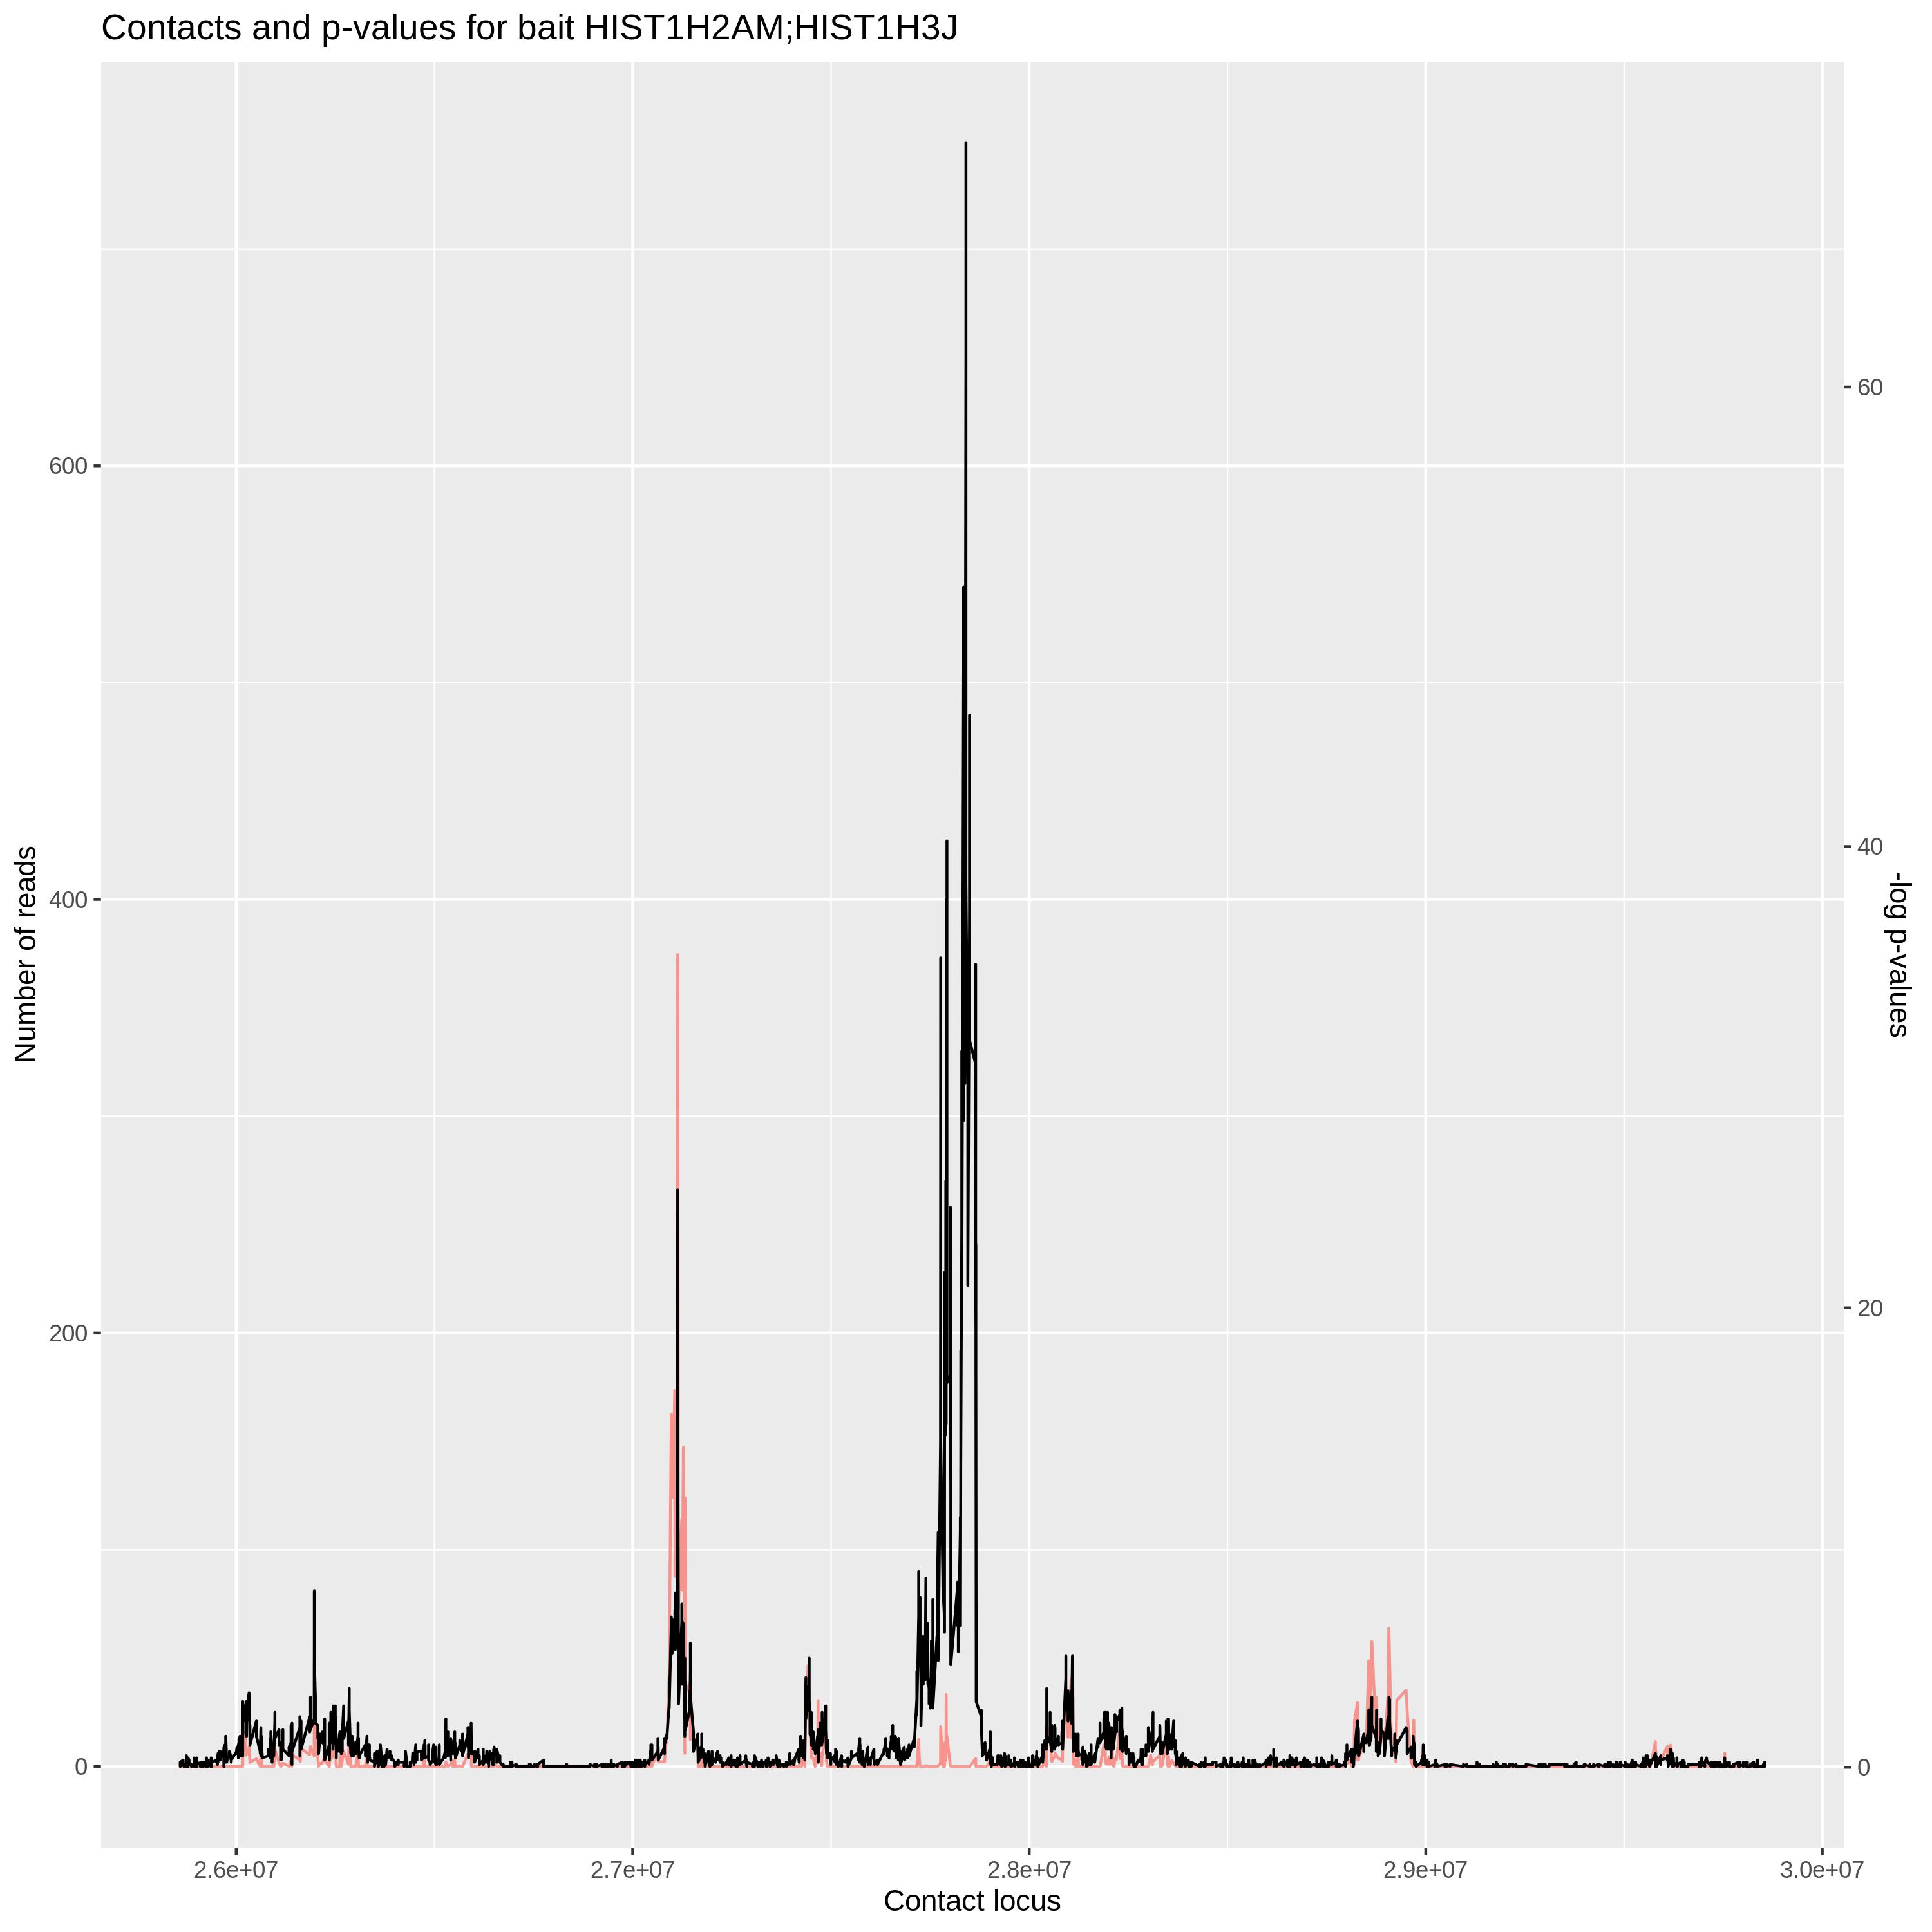 Contacts and p-values for bait HIST1H2AM;HIST1H3J
Number of reads
600
400
200
0
60
40
20
0
-log p-values
2.6e+07
2.7e+07
2.8e+07
2.9e+07
3.0e+07
Contact locus